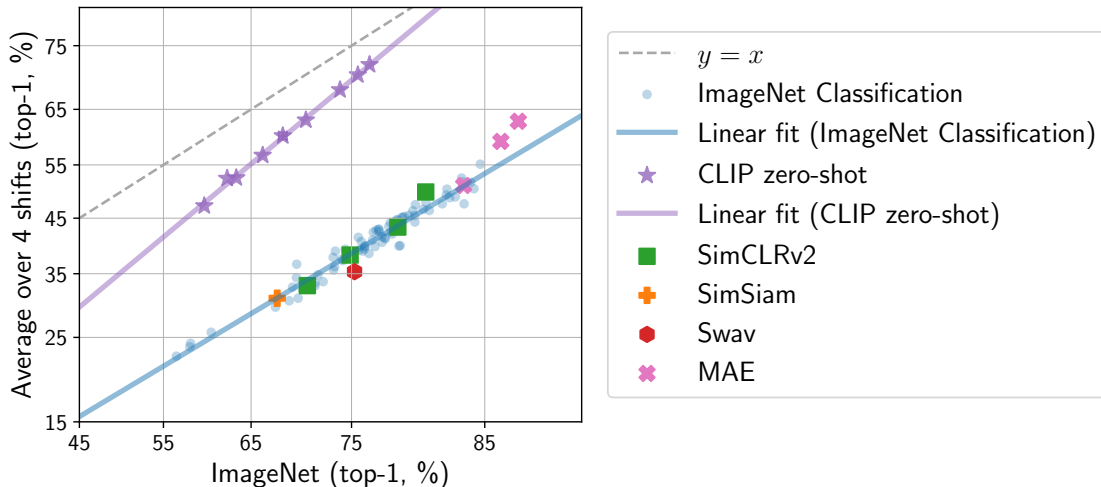 75
65
55
45
35
25
15
45
55
65
75
85
Average over 4 shifts (top-1, %)
ImageNet (top-1, %)
y = x
ImageNet Classification
Linear fit (ImageNet Classification)
CLIP zero-shot
Linear fit (CLIP zero-shot)
SimCLRv2
SimSiam
Swav
MAE